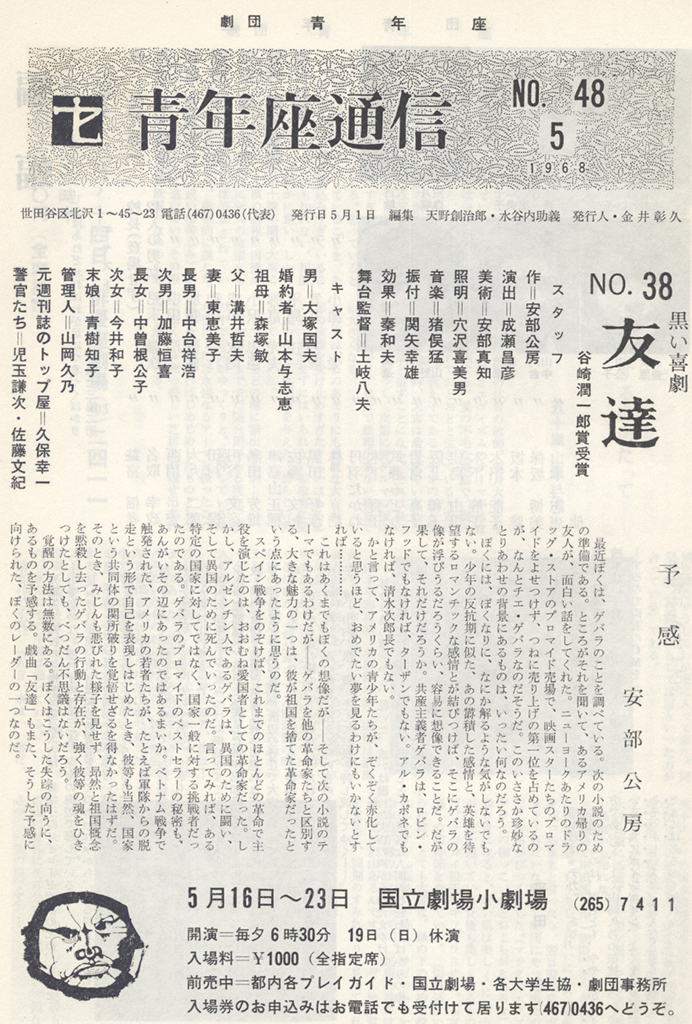 劇団 青年座
青年座通信
NO. 48
5
1968
世田谷区北沢1～45～23 電話(467)0436(代表) 発行日5月1日 編集 天野創治郎・水谷内助義 発行人・金井彰久
NO. 38
黒い喜劇
友達
谷崎潤一郎賞受賞
スタッフ
作＝安部公房
演出＝成瀬昌彦
美術＝安部真知
照明＝穴沢喜美男
音楽＝猪俣猛
振付＝関矢幸雄
効果＝秦和夫
舞台監督＝土岐八夫
キャスト
男＝大塚国夫
婚約者＝山本与志恵
祖母＝森塚敏
父＝溝井哲夫
妻＝東恵美子
長男＝中台祥浩
次男＝加藤恒喜
長女＝中曽根公子
次女＝今井和子
末娘＝青樹知子
管理人＝山岡久乃
元週刊誌のトップ屋＝久保幸一
警官たち＝児玉謙次・佐藤文紀
予感
安部公房
最近ぼくは、ゲバラのことを調べている。次の小説のため
の準備である。ところがそれを聞いて、あるアメリカ帰りの
友人が、面白い話をしてくれた。ニューヨークあたりのドラ
ッグ・ストアのブロマイド売場で、映画スターたちのブロマ
イドをよせつけず、つねに売り上げの第一位を占めているの
が、なんとチエ・ゲバラなのだそうだ。このいささか珍妙な
とりあわせの背景にあるものは、いったい何なのだろう。
ぼくには、ぼくなりに、なにか解るような気がしないでも
ない。少年の反抗期に似た、あの欝積した感情と、英雄を待
望するロマンチックな感情とが結びつけば、そこにゲバラの
像が浮びうるだろうくらい、容易に想像できることだ。だが
果して、それだけだろうか。共産主義者ゲバラは、ロビン・
フッドでもなければ、ターザンでもない。アル・カポネでも
なければ、清水次郎長でもない。
かと言って、アメリカの青少年たちが、ぞくぞく赤化して
いると思うほど、おめでたい夢を見るわけにもいかないとす
れば…………
これはあくまでもぼくの想像だが――そして次の小説のテ
ーマでもあるわけだが――ゲバラを他の革命家たちと区別す
る、大きな魅力の一つは、彼が祖国を捨てた革命家だったと
いう点にあったように思うのだ。
スペイン戦争をのぞけば、これまでのほとんどの革命で主
役を演じたのは、おおむね愛国者としての革命家だった。し
かし、アルゼンチン人であるゲバラは、異国のために闘い、
そして異国のために死んでいったのだ。言ってみれば、ある
特定の国家に対してではなく、国家一般に対する挑戦者だっ
たのである。ゲバラのブロマイドのベストセラーの秘密も、
あんがいその辺にあったのではあるまいか。ベトナム戦争で
触発された、アメリカの若者たちが、たとえば軍隊からの脱
走という形で自己を表現しはじめたとき、彼等も当然、国家
という共同体の関所破りを覚悟せざるを得なかったはずだ。
そのとき、みじんも悪びれた様子を見せず、昂然と祖国概念
を黙殺し去ったゲバラの行動と存在が、強く彼等の魂をひき
つけたとしても、べつだん不思議はないだろう。
覚醒の方法は無数にある。ぼくはこうした失踪の向うに、
あるものを予感する。戯曲「友達」もまた、そうした予感に
向けられた、ぼくのレーダーの一つなのだ。
5月16日～23日 国立劇場小劇場 (265) 7411
開演＝毎夕6時30分 19日(日)休演
入場料＝¥1000(全指定席)
前売中＝都内各プレイガイド・国立劇場・各大学生協・劇団事務所
入場券のお申込みはお電話でも受付けて居ります(467)0436へどうぞ。